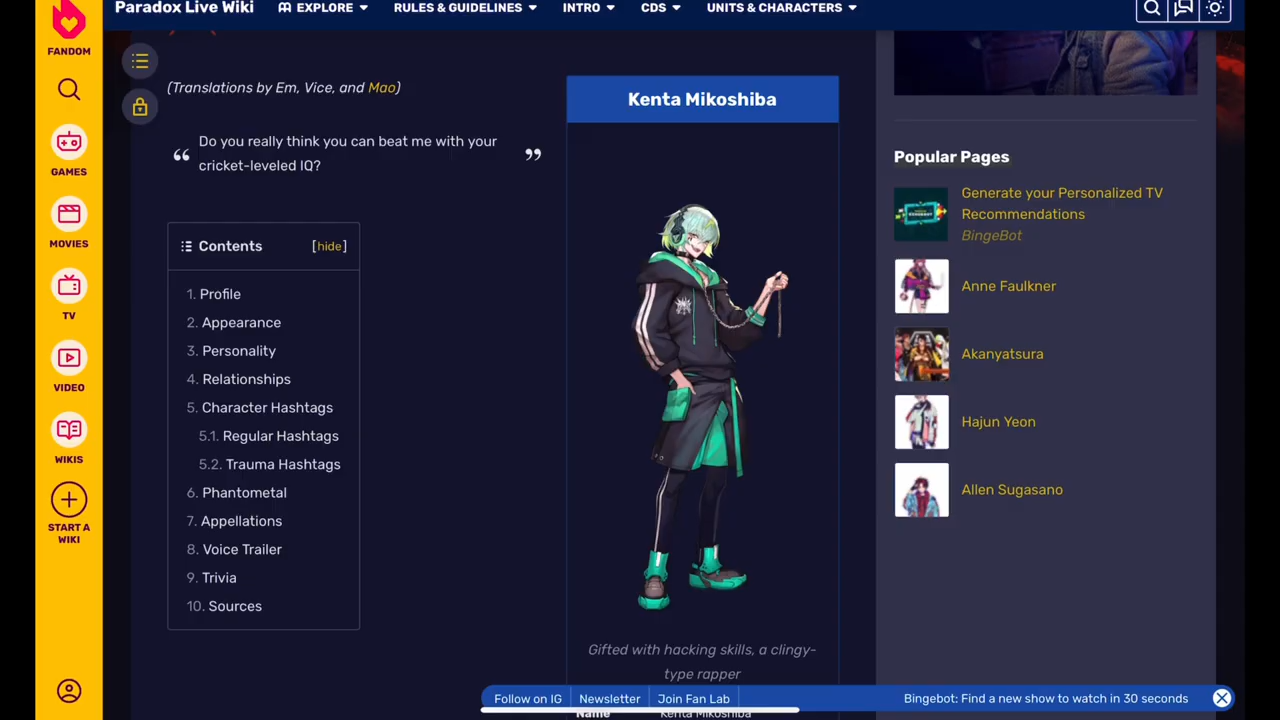 Paradox Live Wiki
EXPLORE
RULES & GUIDELINES
INTRO
CDS
UNITS & CHARACTERS
FANDOM
GAMES
MOVIES
TV
VIDEO
WIKIS
START A
WIKI
(Translations by Em, Vice, and Mao)
“ Do you really think you can beat me with your ”
cricket-leveled IQ?
Contents [hide]
1. Profile
2. Appearance
3. Personality
4. Relationships
5. Character Hashtags
5.1. Regular Hashtags
5.2. Trauma Hashtags
6. Phantometal
7. Appellations
8. Voice Trailer
9. Trivia
10. Sources
Kenta Mikoshiba
Gifted with hacking skills, a clingy-
type rapper
Name Kenta Mikoshiba
Popular Pages
Generate your Personalized TV
Recommendations
BingeBot
Anne Faulkner
Akanyatsura
Hajun Yeon
Allen Sugasano
Follow on IG
Newsletter
Join Fan Lab
Bingebot: Find a new show to watch in 30 seconds